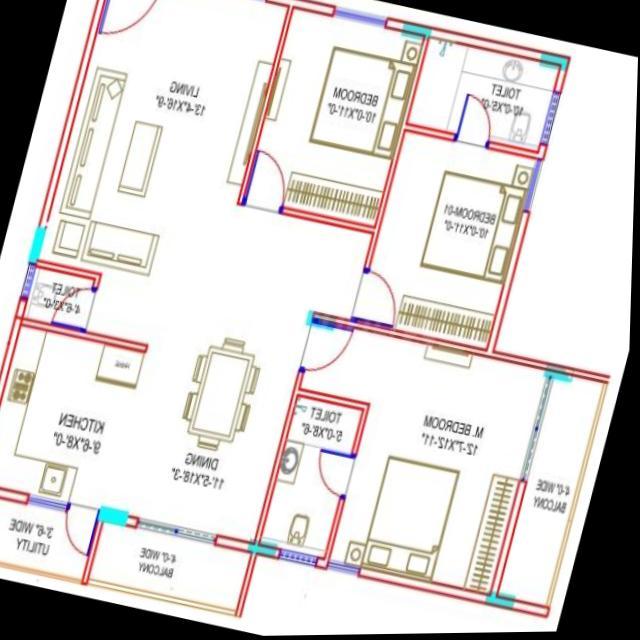 LIVING
13'-4"X16'-9"
BEDROOM
10'-0"X11'-0"
TOILET
10'-0"X5'-0"
BEDROOM-01
10'-0"X11'-0"
TOILET
4'-6"X3'-0"
KITCHEN
9'-6"X8'-0"
DINING
11'-5"X18'-3"
TOILET
5'-0"X8'-6"
M. BEDROOM
12'-7"X12'-11"
4'-0" WIDE
BALCONY
3'-6" WIDE
UTILITY
4'-0" WIDE
BALCONY